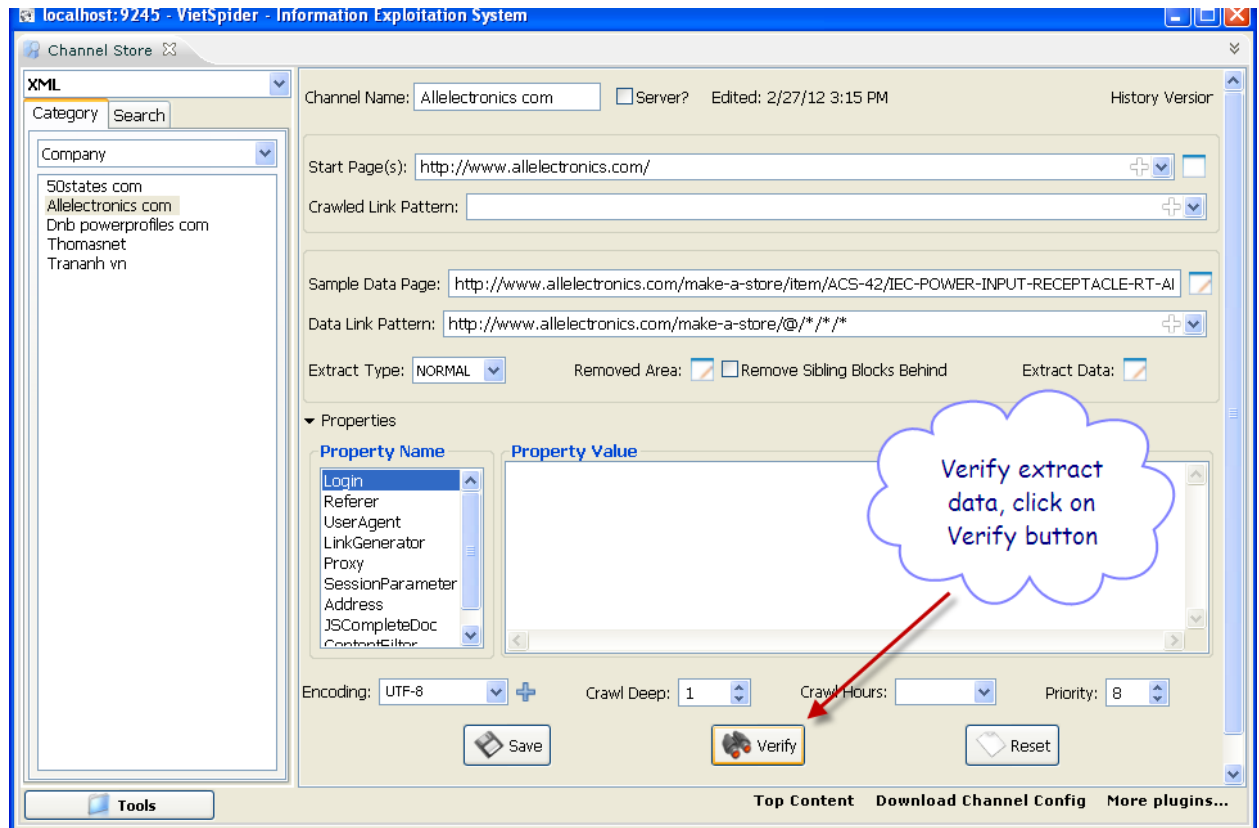 localhost:9245 - VietSpider - Information Exploitation System
Channel Store
XML
Category Search
Company
50states com
Allelectronics com
Dnb powerprofiles com
Thomasnet
Trananh vn
Channel Name: Allelectronics com Server? Edited: 2/27/12 3:15 PM History Version
Start Page(s): http://www.allelectronics.com/
Crawled Link Pattern:
Sample Data Page: http://www.allelectronics.com/make-a-store/item/ACS-42/IEC-POWER-INPUT-RECEPTACLE-RT-AI
Data Link Pattern: http://www.allelectronics.com/make-a-store/@/*/*/*
Extract Type: NORMAL Removed Area: Remove Sibling Blocks Behind Extract Data:
Properties
Property Name Property Value
Login
Referer
UserAgent
LinkGenerator
Proxy
SessionParameter
Address
JSCompleteDoc
ContentFilter
Verify extract
data, click on
Verify button
Encoding: UTF-8 Crawl Deep: 1 Crawl Hours: Priority: 8
Save Verify Reset
Tools Top Content Download Channel Config More plugins...